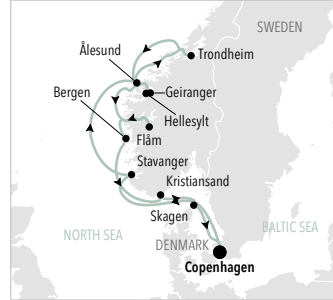 SWEDEN
Ålesund
Trondheim
Bergen
Geiranger
Hellesylt
Flåm
Stavanger
Kristiansand
Skagen
NORTH SEA
DENMARK
BALTIC SEA
Copenhagen